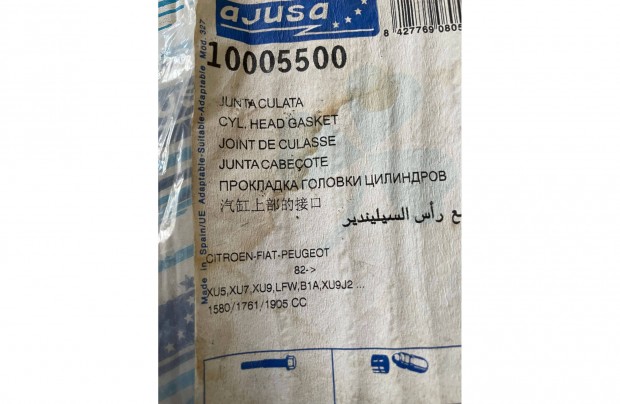 ajusa
8 427769 0805
10005500
JUNTA CULATA
CYL. HEAD GASKET
JOINT DE CULASSE
JUNTA CABEÇOTE
ПРОКЛАДКА ГОЛОВКИ ЦИЛИНДРОВ
汽缸上部的接口
ع رأس السيليندير
CITROEN-FIAT-PEUGEOT
82->
XU5,XU7,XU9,LFW,B1A,XU9J2 ...
1580/1761/1905 CC
Made in Spain/UE Adaptable-Suitable-Adaptable Mod. 327